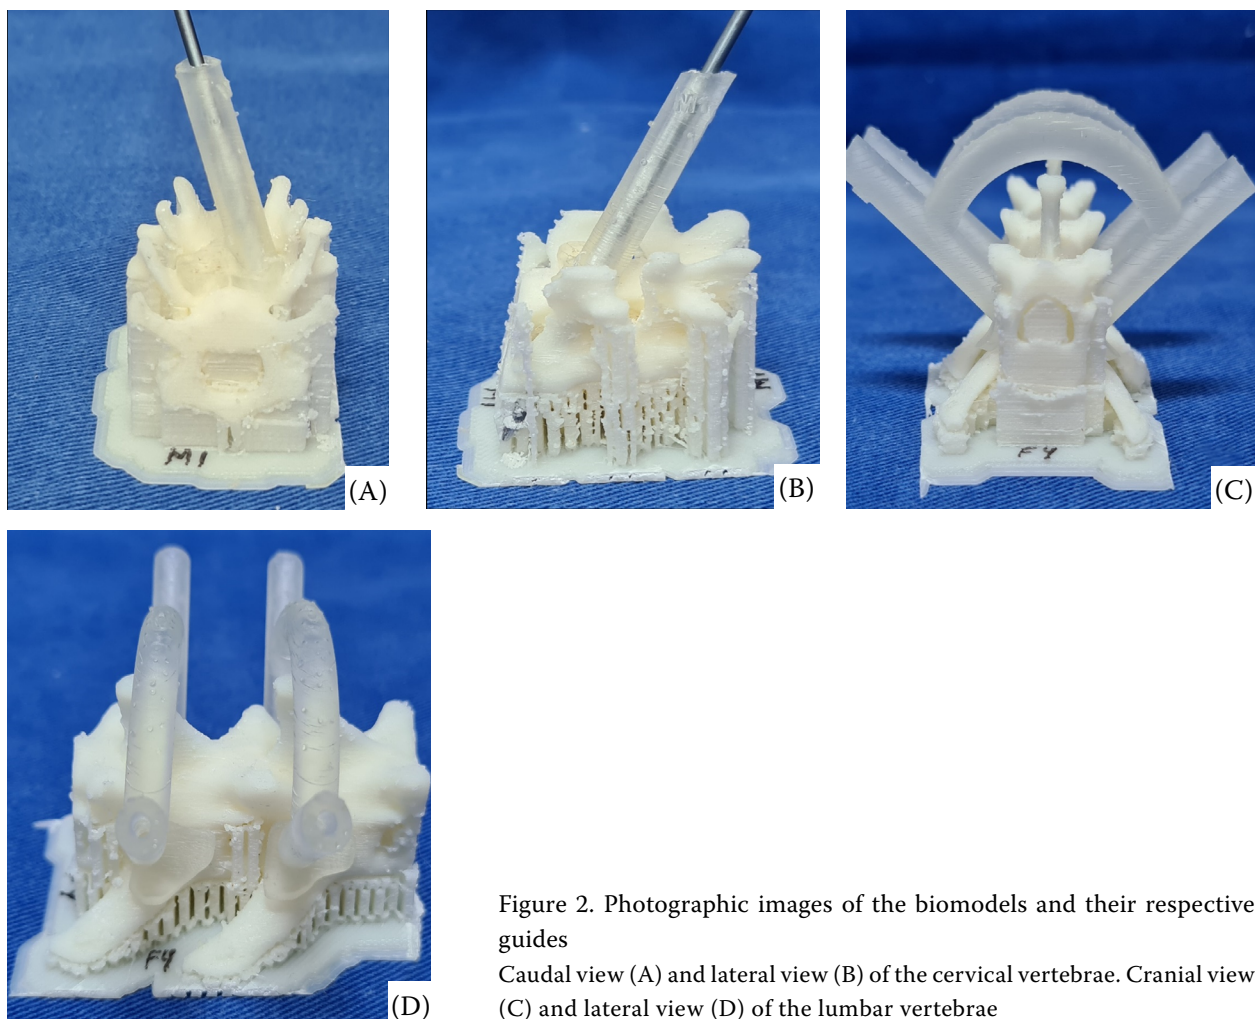 (A)
(B)
(C)
M1
F4
(D)
F4
Figure 2. Photographic images of the biomodels and their respective
guides
Caudal view (A) and lateral view (B) of the cervical vertebrae. Cranial view
(C) and lateral view (D) of the lumbar vertebrae